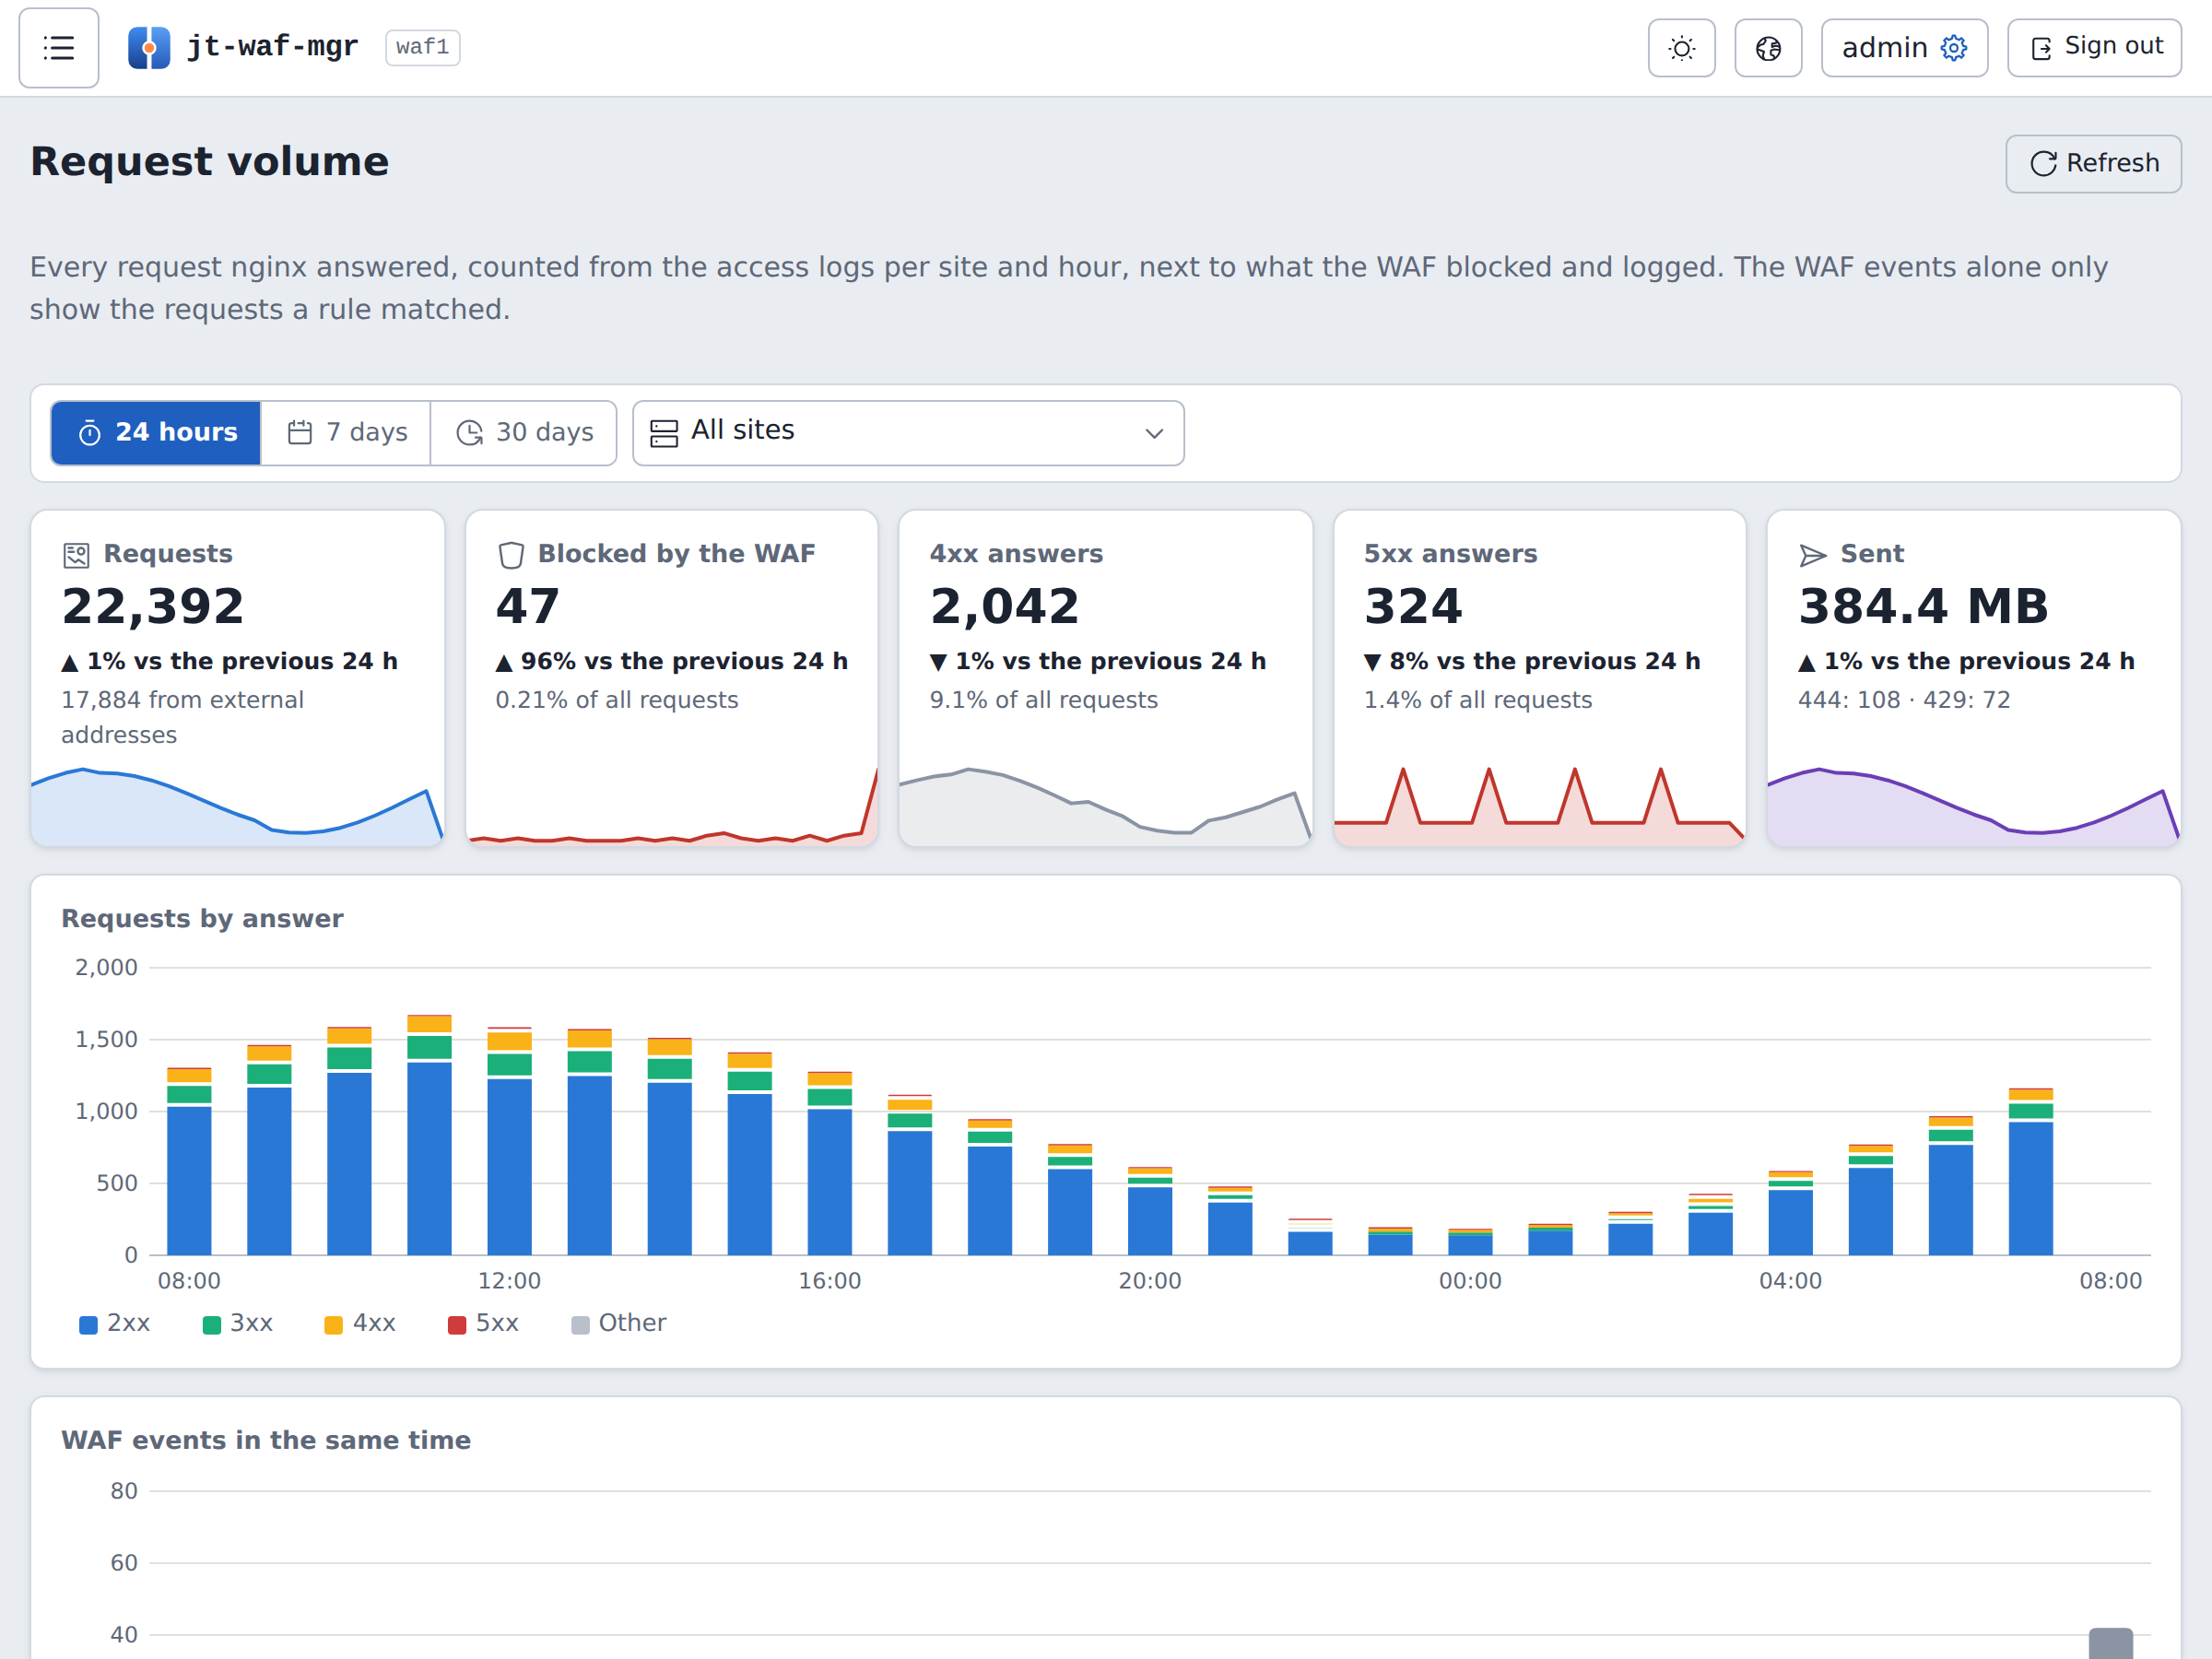 jt-waf-mgr
waf1
admin
Sign out
Request volume
Refresh
Every request nginx answered, counted from the access logs per site and hour, next to what the WAF blocked and logged. The WAF events alone only
show the requests a rule matched.
24 hours
7 days
30 days
All sites
Requests
22,392
▲ 1% vs the previous 24 h
17,884 from external
addresses
Blocked by the WAF
47
▲ 96% vs the previous 24 h
0.21% of all requests
4xx answers
2,042
▼ 1% vs the previous 24 h
9.1% of all requests
5xx answers
324
▼ 8% vs the previous 24 h
1.4% of all requests
Sent
384.4 MB
▲ 1% vs the previous 24 h
444: 108 · 429: 72
Requests by answer
2,000
1,500
1,000
500
0
08:00 12:00 16:00 20:00 00:00 04:00 08:00
2xx 3xx 4xx 5xx Other
WAF events in the same time
80
60
40